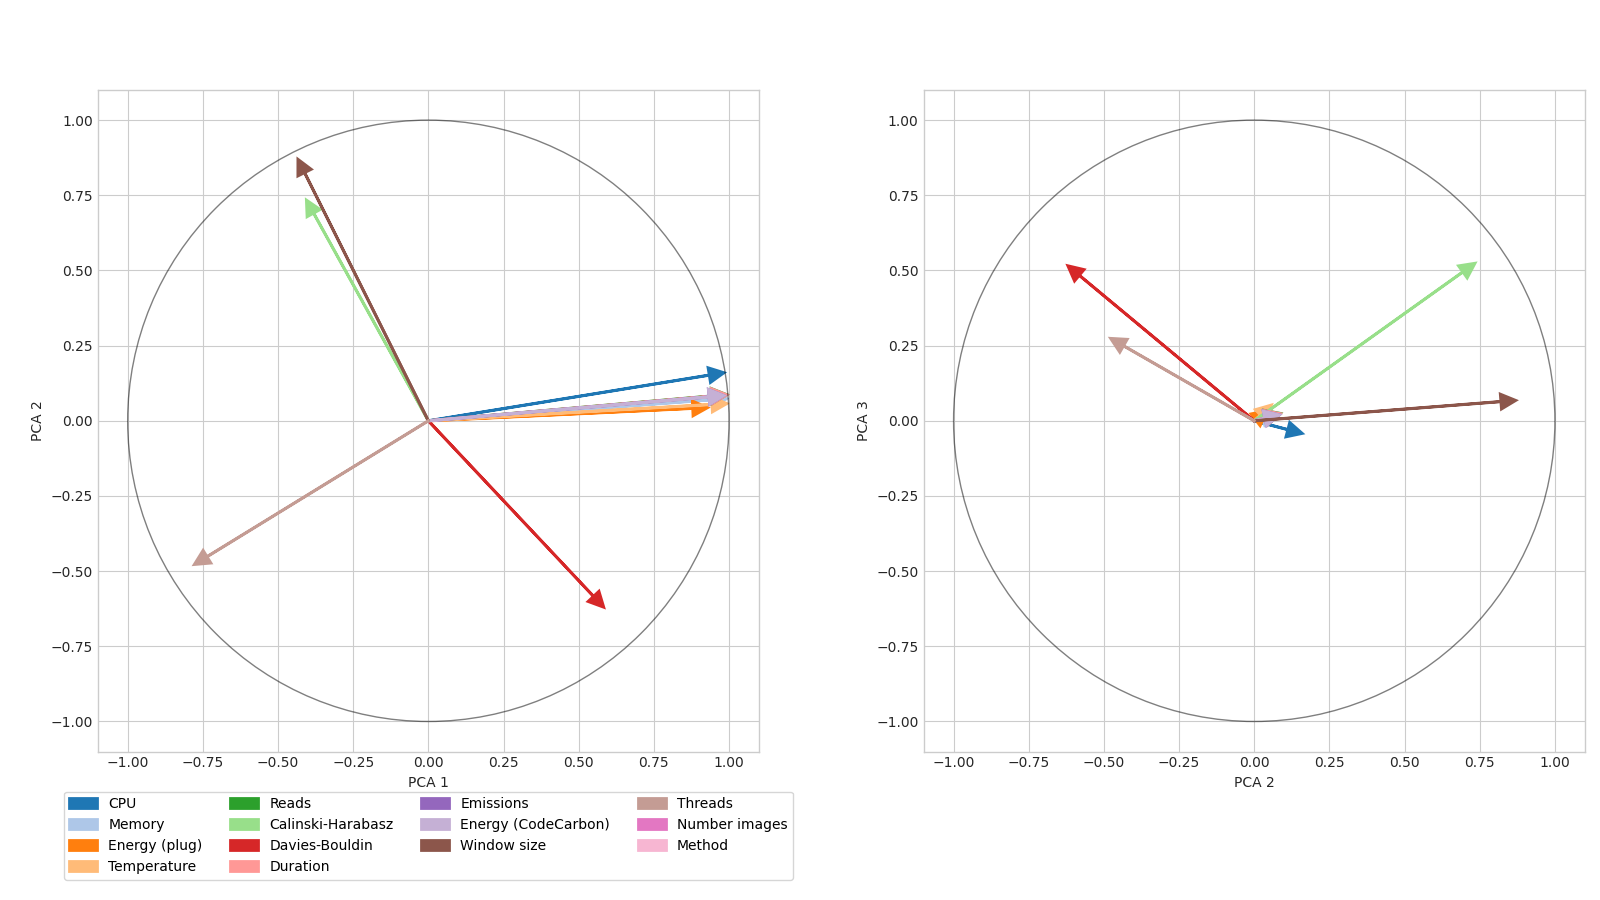 1.00
0.75
0.50
0.25
0.00
−0.25
−0.50
−0.75
−1.00
PCA 2
−1.00 −0.75 −0.50 −0.25 0.00 0.25 0.50 0.75 1.00
PCA 1
1.00
0.75
0.50
0.25
0.00
−0.25
−0.50
−0.75
−1.00
PCA 3
−1.00 −0.75 −0.50 −0.25 0.00 0.25 0.50 0.75 1.00
PCA 2
CPU Reads Emissions Threads
Memory Calinski-Harabasz Energy (CodeCarbon) Number images
Energy (plug) Davies-Bouldin Window size Method
Temperature Duration